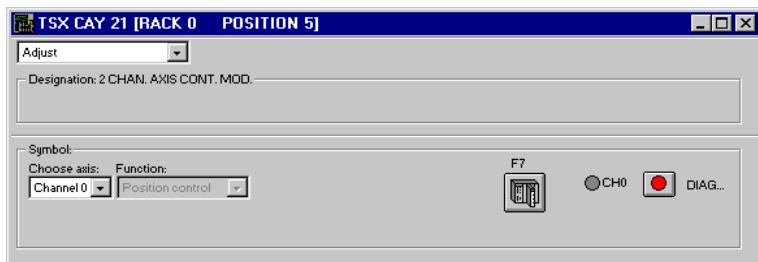 TSX CAY 21 [RACK 0 POSITION 5]
Adjust
Designation: 2 CHAN. AXIS CONT. MOD.
Symbol:
Choose axis: Function:
Channel 0 Position control
F7
CH0 DIAG...